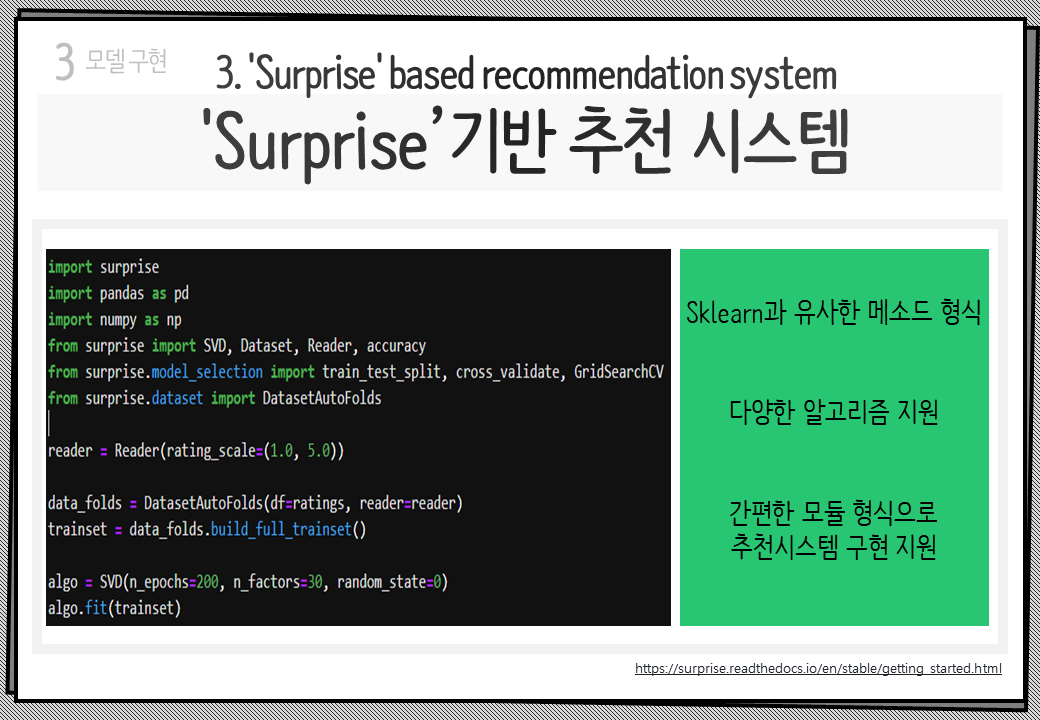 3 모델 구현
3. 'Surprise' based recommendation system
'Surprise’기반 추천 시스템
import surprise
import pandas as pd
import numpy as np
from surprise import SVD, Dataset, Reader, accuracy
from surprise.model_selection import train_test_split, cross_validate, GridSearchCV
from surprise.dataset import DatasetAutoFolds
reader = Reader(rating_scale=(1.0, 5.0))
data_folds = DatasetAutoFolds(df=ratings, reader=reader)
trainset = data_folds.build_full_trainset()
algo = SVD(n_epochs=200, n_factors=30, random_state=0)
algo.fit(trainset)
Sklearn과 유사한 메소드 형식
다양한 알고리즘 지원
간편한 모듈 형식으로
추천시스템 구현 지원
https://surprise.readthedocs.io/en/stable/getting_started.html